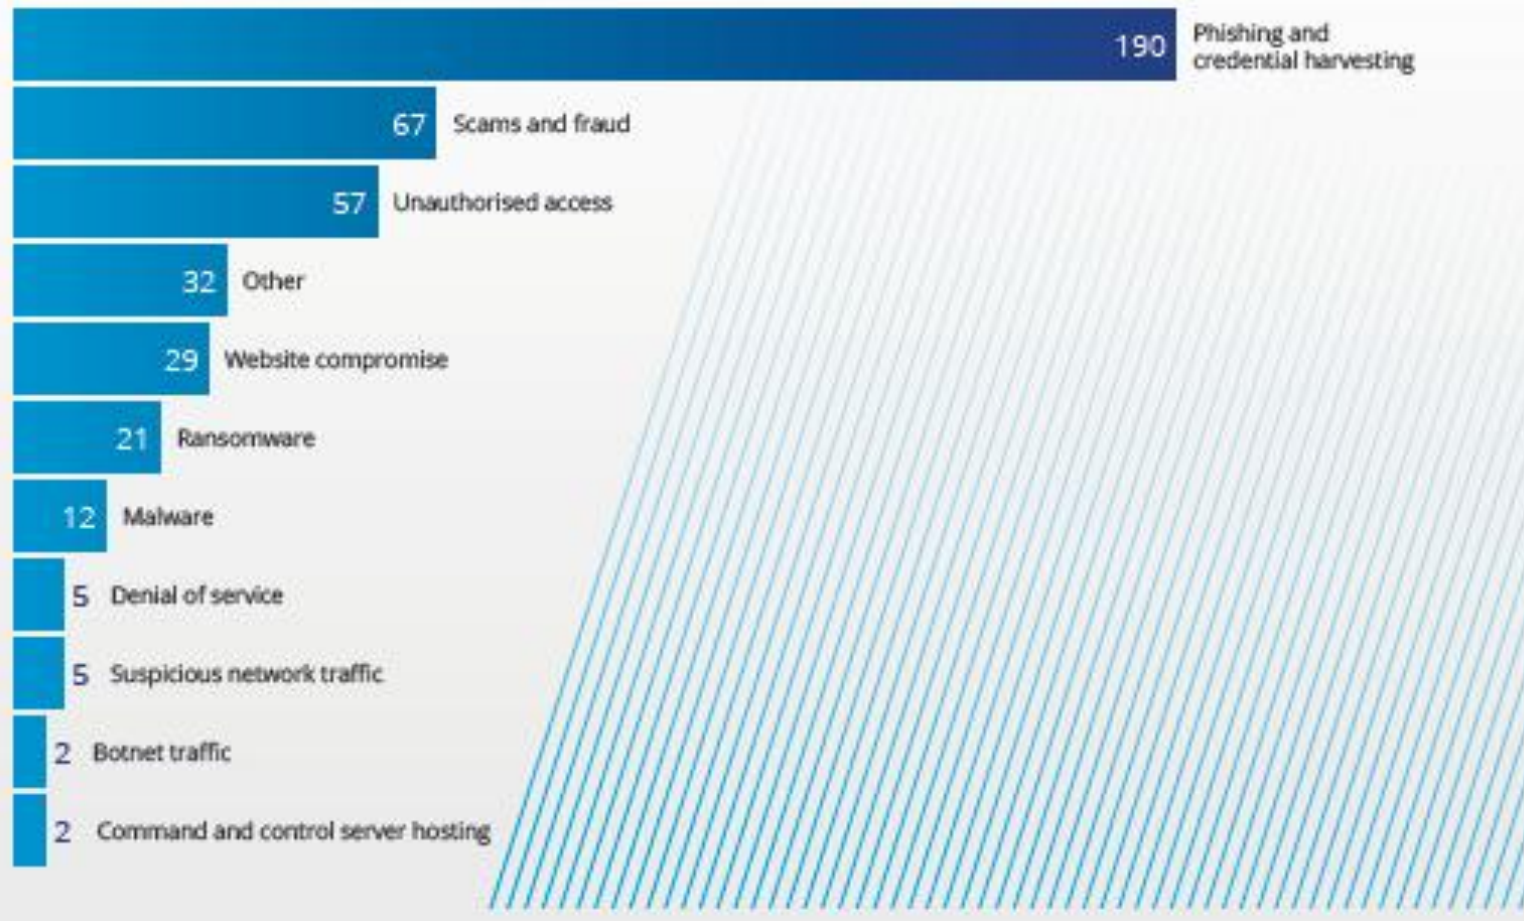 190 Phishing and
credential harvesting
67 Scams and fraud
57 Unauthorised access
32 Other
29 Website compromise
21 Ransomware
12 Malware
5 Denial of service
5 Suspicious network traffic
2 Botnet traffic
2 Command and control server hosting